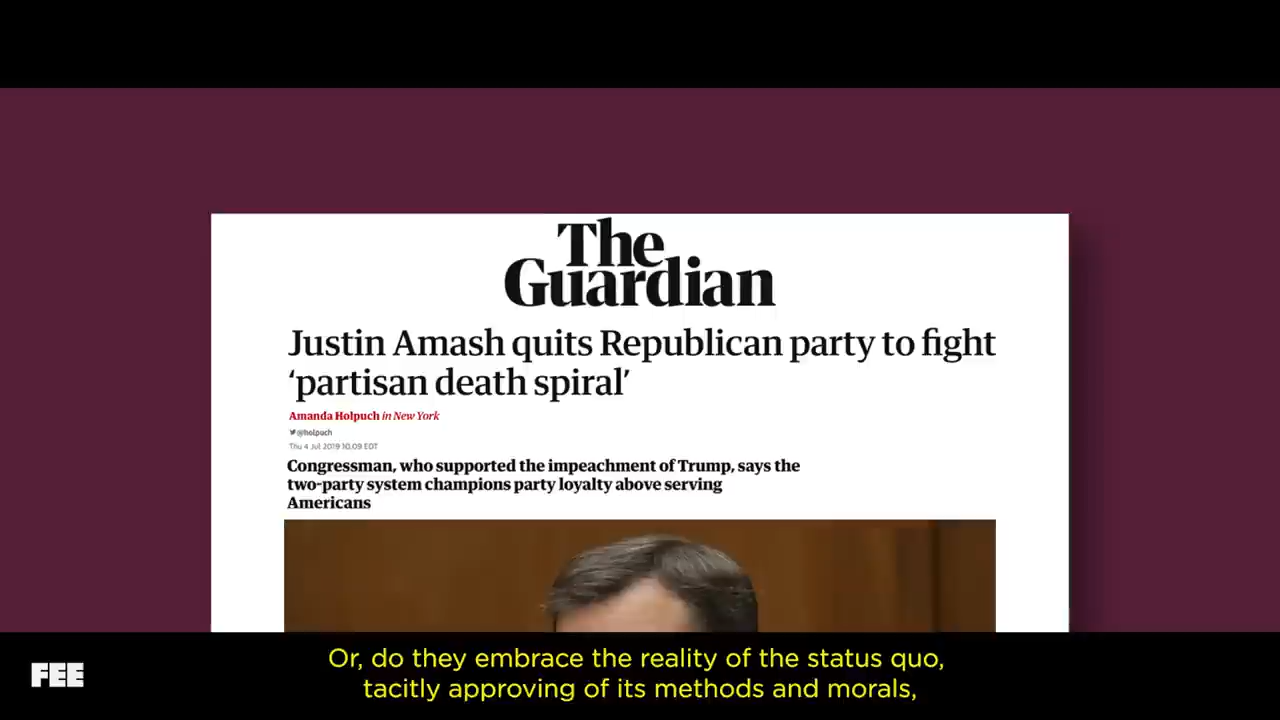 The
Guardian
Justin Amash quits Republican party to fight
‘partisan death spiral’
Amanda Holpuch in New York
@holpuch
Thu 4 Jul 2019 10.09 EDT
Congressman, who supported the impeachment of Trump, says the
two-party system champions party loyalty above serving
Americans
FEE
Or, do they embrace the reality of the status quo,
tacitly approving of its methods and morals,